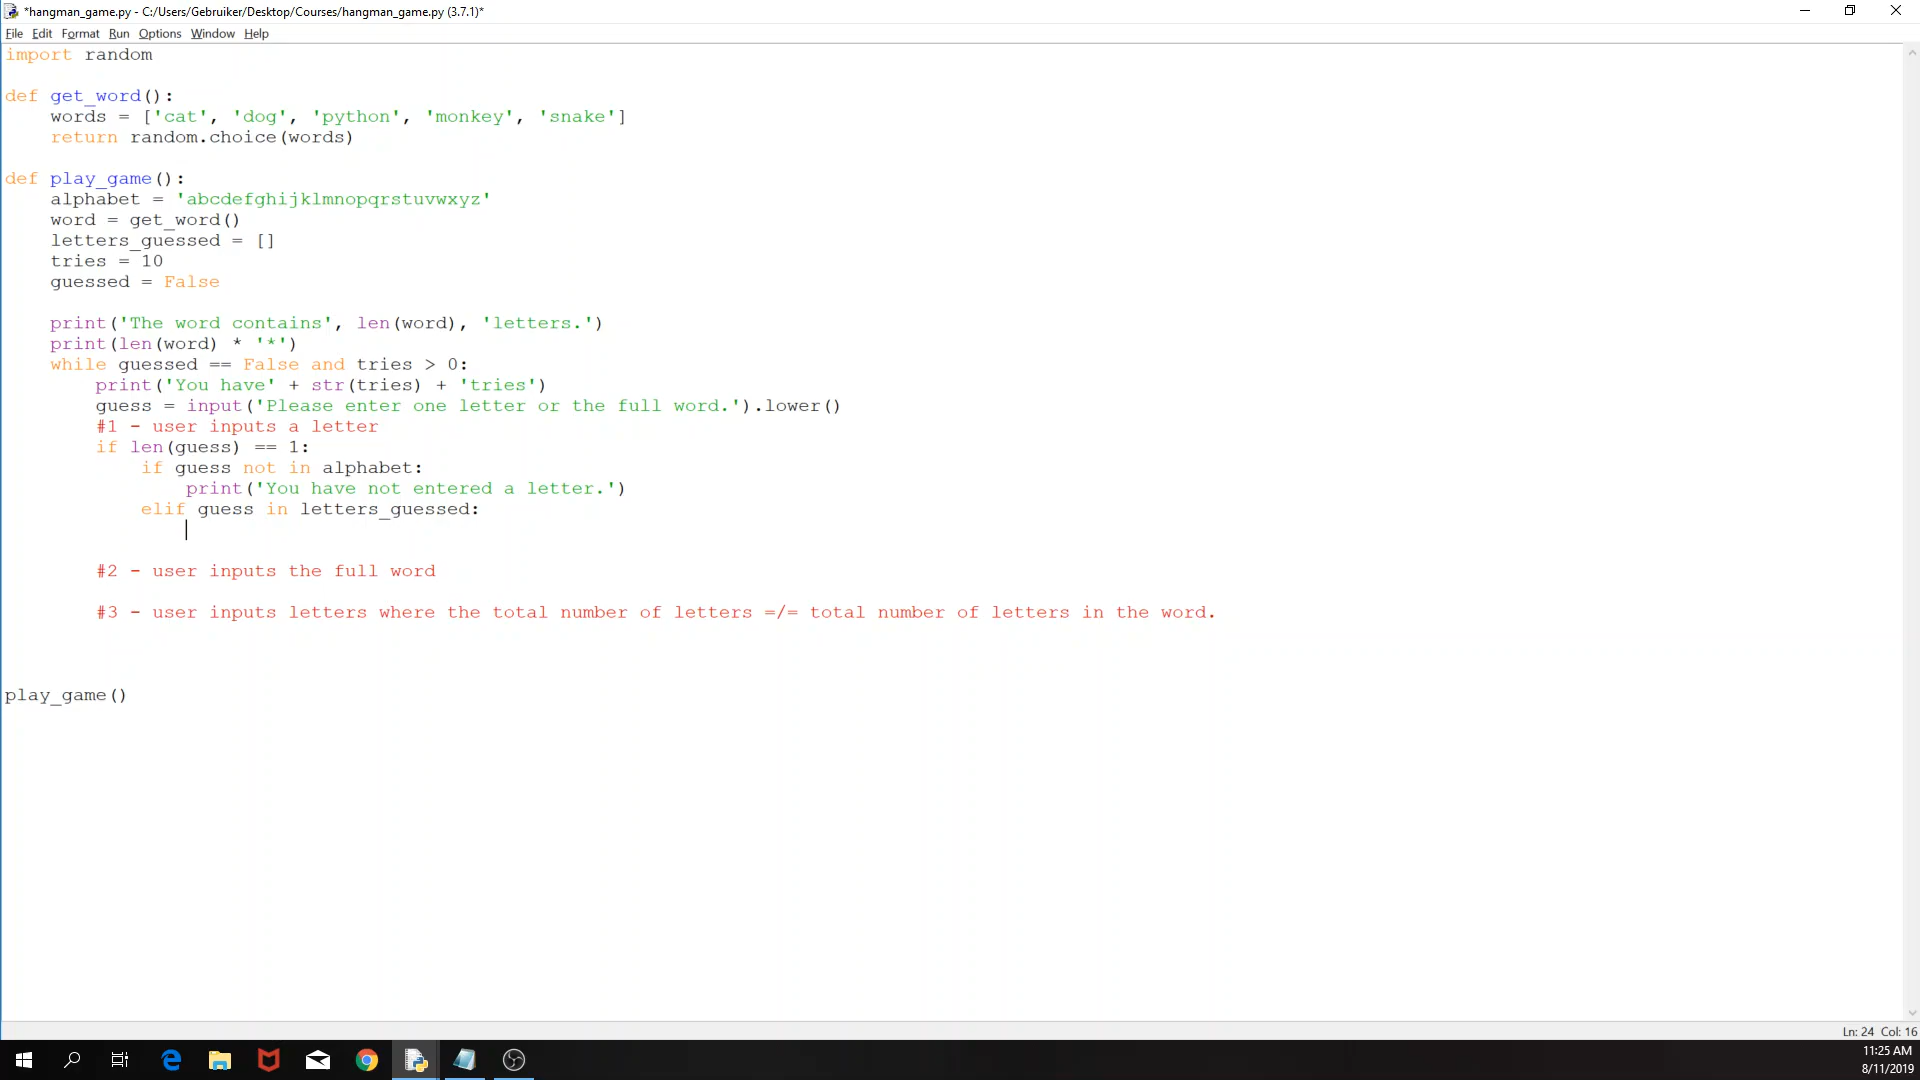 *hangman_game.py - C:/Users/Gebruiker/Desktop/Courses/hangman_game.py (3.7.1)*
File Edit Format Run Options Window Help
import random
def get_word():
    words = ['cat', 'dog', 'python', 'monkey', 'snake']
    return random.choice(words)
def play_game():
    alphabet = 'abcdefghijklmnopqrstuvwxyz'
    word = get_word()
    letters_guessed = []
    tries = 10
    guessed = False
    print('The word contains', len(word), 'letters.')
    print(len(word) * '*')
    while guessed == False and tries > 0:
        print('You have' + str(tries) + 'tries')
        guess = input('Please enter one letter or the full word.').lower()
        #1 - user inputs a letter
        if len(guess) == 1:
            if guess not in alphabet:
                print('You have not entered a letter.')
            elif guess in letters_guessed:
        #2 - user inputs the full word
        #3 - user inputs letters where the total number of letters =/= total number of letters in the word.
play_game()
Ln: 24 Col: 16
11:25 AM
8/11/2019